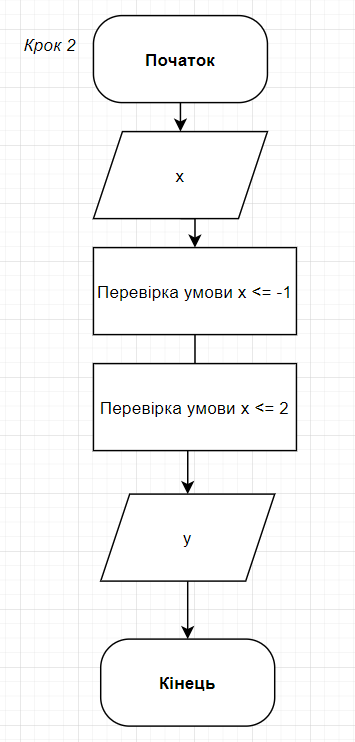 Крок 2
Початок
x
Перевірка умови x <= -1
Перевірка умови x <= 2
y
Кінець